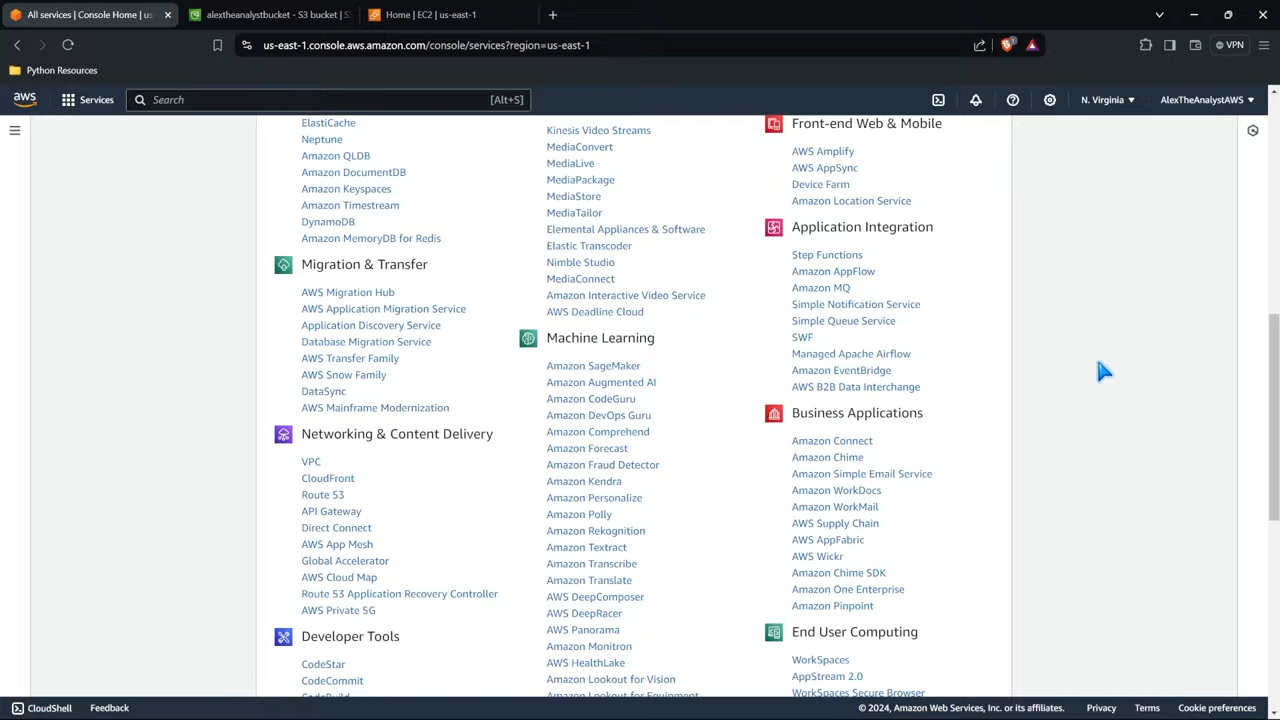 All services | Console Home | us
alextheanalystbucket - S3 bucket | S
Home | EC2 | us-east-1
us-east-1.console.aws.amazon.com/console/services?region=us-east-1
1
VPN
Python Resources
aws
Services
Search
[Alt+S]
N. Virginia
AlexTheAnalystAWS
ElastiCache
Neptune
Amazon QLDB
Amazon DocumentDB
Amazon Keyspaces
Amazon Timestream
DynamoDB
Amazon MemoryDB for Redis
Migration & Transfer
AWS Migration Hub
AWS Application Migration Service
Application Discovery Service
Database Migration Service
AWS Transfer Family
AWS Snow Family
DataSync
AWS Mainframe Modernization
Networking & Content Delivery
VPC
CloudFront
Route 53
API Gateway
Direct Connect
AWS App Mesh
Global Accelerator
AWS Cloud Map
Route 53 Application Recovery Controller
AWS Private 5G
Developer Tools
CodeStar
CodeCommit
CodeBuild
Kinesis Video Streams
MediaConvert
MediaLive
MediaPackage
MediaStore
MediaTailor
Elemental Appliances & Software
Elastic Transcoder
Nimble Studio
MediaConnect
Amazon Interactive Video Service
AWS Deadline Cloud
Machine Learning
Amazon SageMaker
Amazon Augmented AI
Amazon CodeGuru
Amazon DevOps Guru
Amazon Comprehend
Amazon Forecast
Amazon Fraud Detector
Amazon Kendra
Amazon Personalize
Amazon Polly
Amazon Rekognition
Amazon Textract
Amazon Transcribe
Amazon Translate
AWS DeepComposer
AWS DeepRacer
AWS Panorama
Amazon Monitron
AWS HealthLake
Amazon Lookout for Vision
Amazon Lookout for Equipment
Front-end Web & Mobile
AWS Amplify
AWS AppSync
Device Farm
Amazon Location Service
Application Integration
Step Functions
Amazon AppFlow
Amazon MQ
Simple Notification Service
Simple Queue Service
SWF
Managed Apache Airflow
Amazon EventBridge
AWS B2B Data Interchange
Business Applications
Amazon Connect
Amazon Chime
Amazon Simple Email Service
Amazon WorkDocs
Amazon WorkMail
AWS Supply Chain
AWS AppFabric
AWS Wickr
Amazon Chime SDK
Amazon One Enterprise
Amazon Pinpoint
End User Computing
WorkSpaces
AppStream 2.0
WorkSpaces Secure Browser
CloudShell
Feedback
© 2024, Amazon Web Services, Inc. or its affiliates.
Privacy
Terms
Cookie preferences